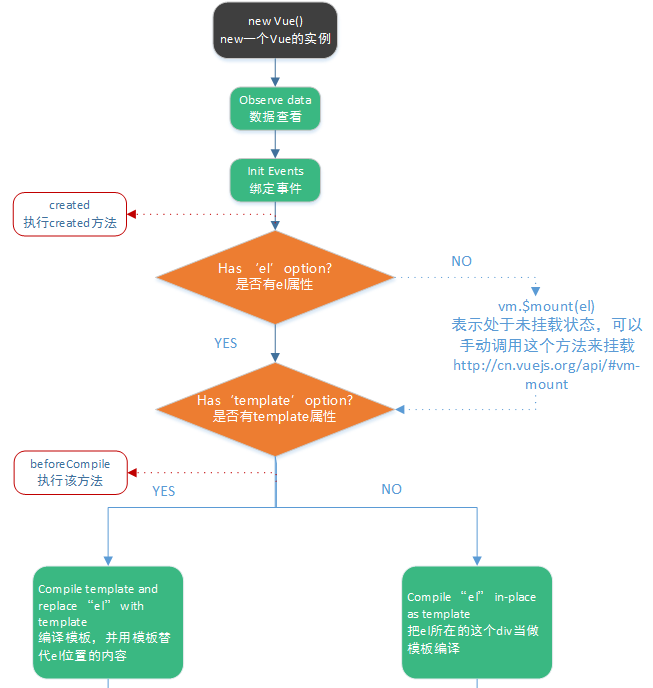 new Vue()
new一个Vue的实例
Observe data
数据查看
Init Events
绑定事件
created
执行created方法
Has ‘el’option?
是否有el属性
NO
vm.$mount(el)
表示处于未挂载状态，可以
手动调用这个方法来挂载
http://cn.vuejs.org/api/#vm-
mount
YES
Has‘template’option?
是否有template属性
beforeCompile
执行该方法
YES
NO
Compile template and
replace “el”with
template
编译模板，并用模板替
代el位置的内容
Compile “el”in-place
as template
把el所在的这个div当做
模板编译